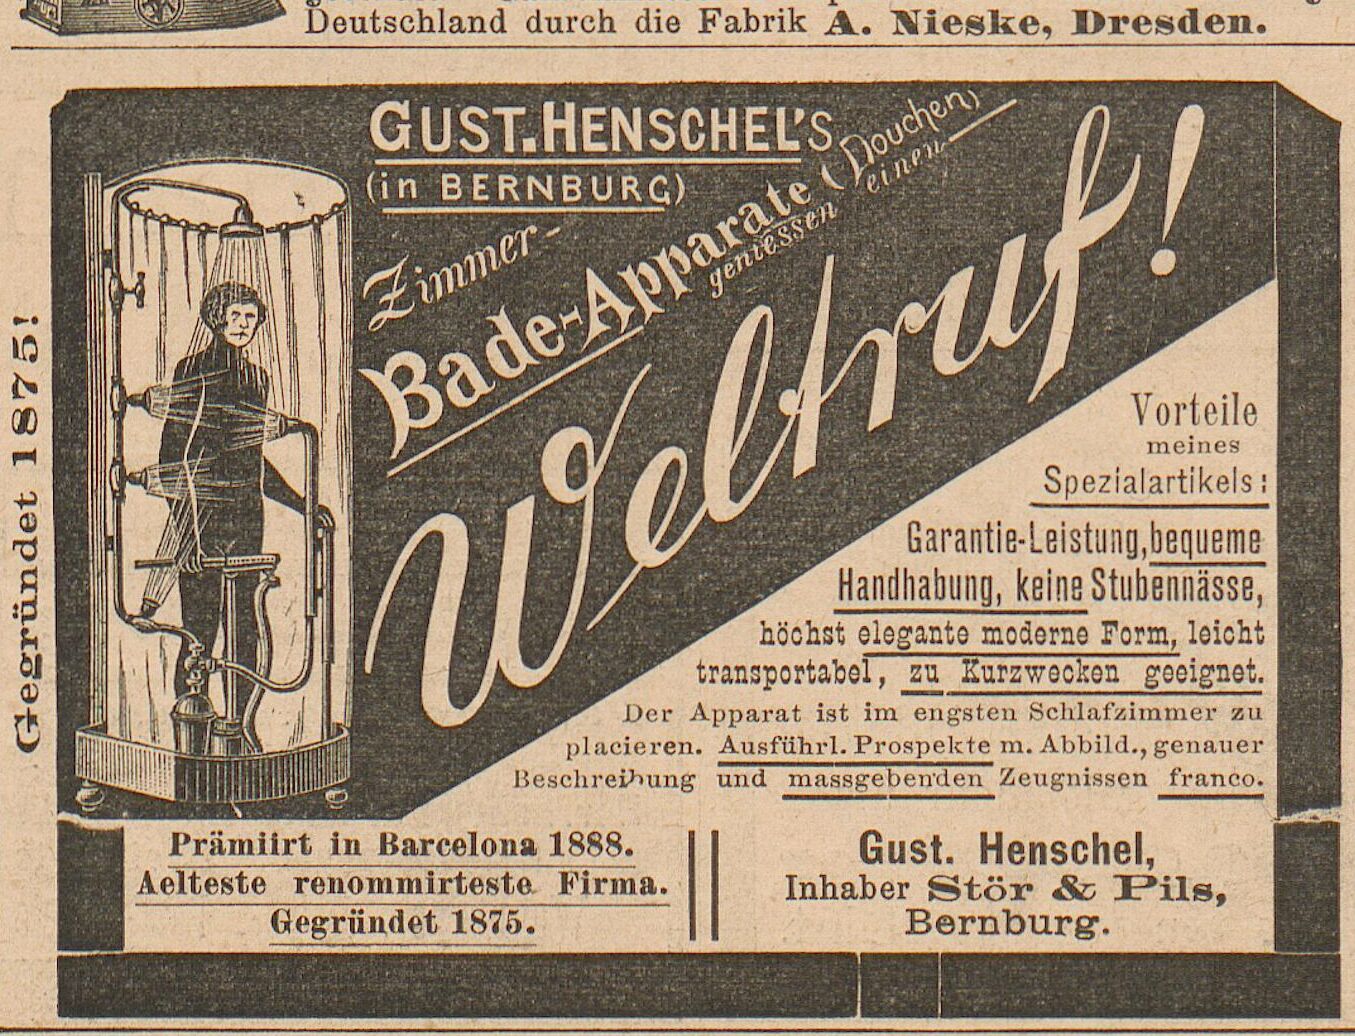 Deutschland durch die Fabrik A. Nieske, Dresden.
Gegründet 1875!
GUST. HENSCHEL'S
(in BERNBURG)
Zimmer-
Bade-Apparate (Douchen)
geniessen einen
Weltruf!
Vorteile
meines
Spezialartikels:
Garantie-Leistung, bequeme
Handhabung, keine Stubennässe,
höchst elegante moderne Form, leicht
transportabel, zu Kurzwecken geeignet.
Der Apparat ist im engsten Schlafzimmer zu
placieren. Ausführl. Prospekte m. Abbild., genauer
Beschreibung und massgebenden Zeugnissen franco.
Prämiirt in Barcelona 1888.
Aelteste renommirteste Firma.
Gegründet 1875.
Gust. Henschel,
Inhaber Stör & Pils,
Bernburg.